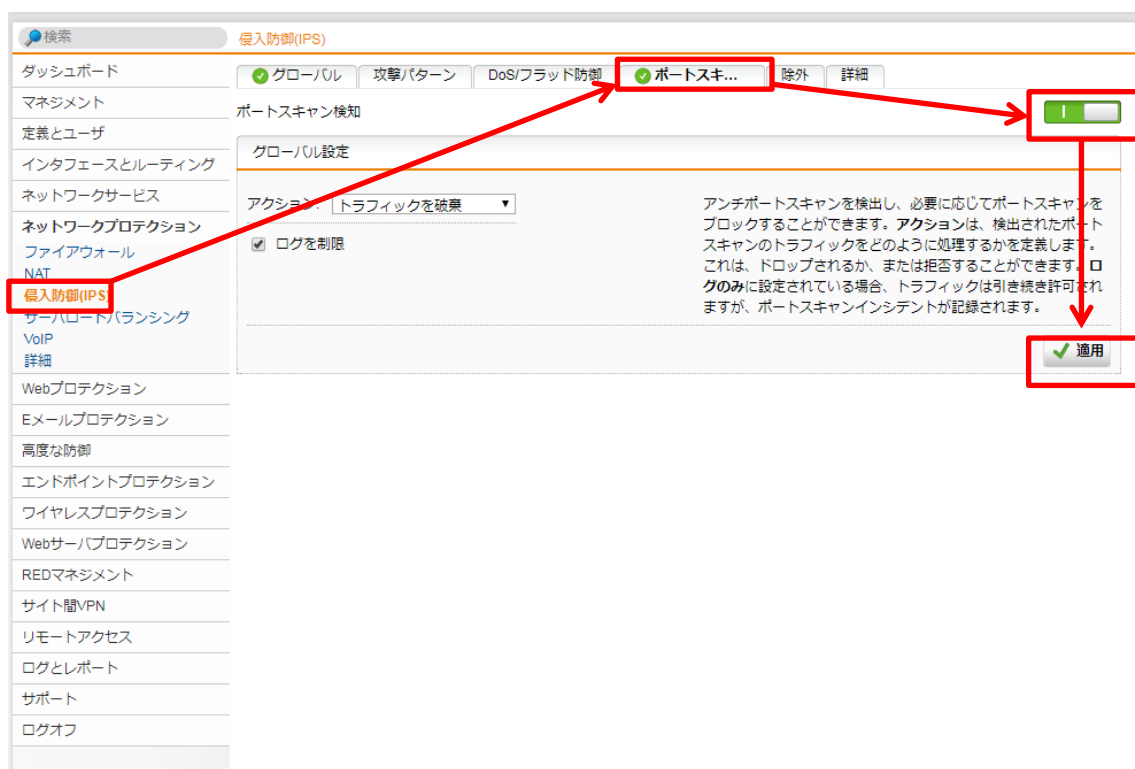 検索
侵入防御(IPS)
ダッシュボード
マネジメント
定義とユーザ
インタフェースとルーティング
ネットワークサービス
ネットワークプロテクション
ファイアウォール
NAT
侵入防御(IPS)
サーバロードバランシング
VoIP
詳細
Webプロテクション
Eメールプロテクション
高度な防御
エンドポイントプロテクション
ワイヤレスプロテクション
Webサーバプロテクション
REDマネジメント
サイト間VPN
リモートアクセス
ログとレポート
サポート
ログオフ
グローバル 攻撃パターン DoS/フラッド防御 ポートスキ... 除外 詳細
ポートスキャン検知
グローバル設定
アクション: トラフィックを破棄
ログを制限
アンチポートスキャンを検出し、必要に応じてポートスキャンを
ブロックすることができます。アクションは、検出されたポート
スキャンのトラフィックをどのように処理するかを定義します。
これは、ドロップされるか、または拒否することができます。ロ
グのみに設定されている場合、トラフィックは引き続き許可され
ますが、ポートスキャンインシデントが記録されます。
適用